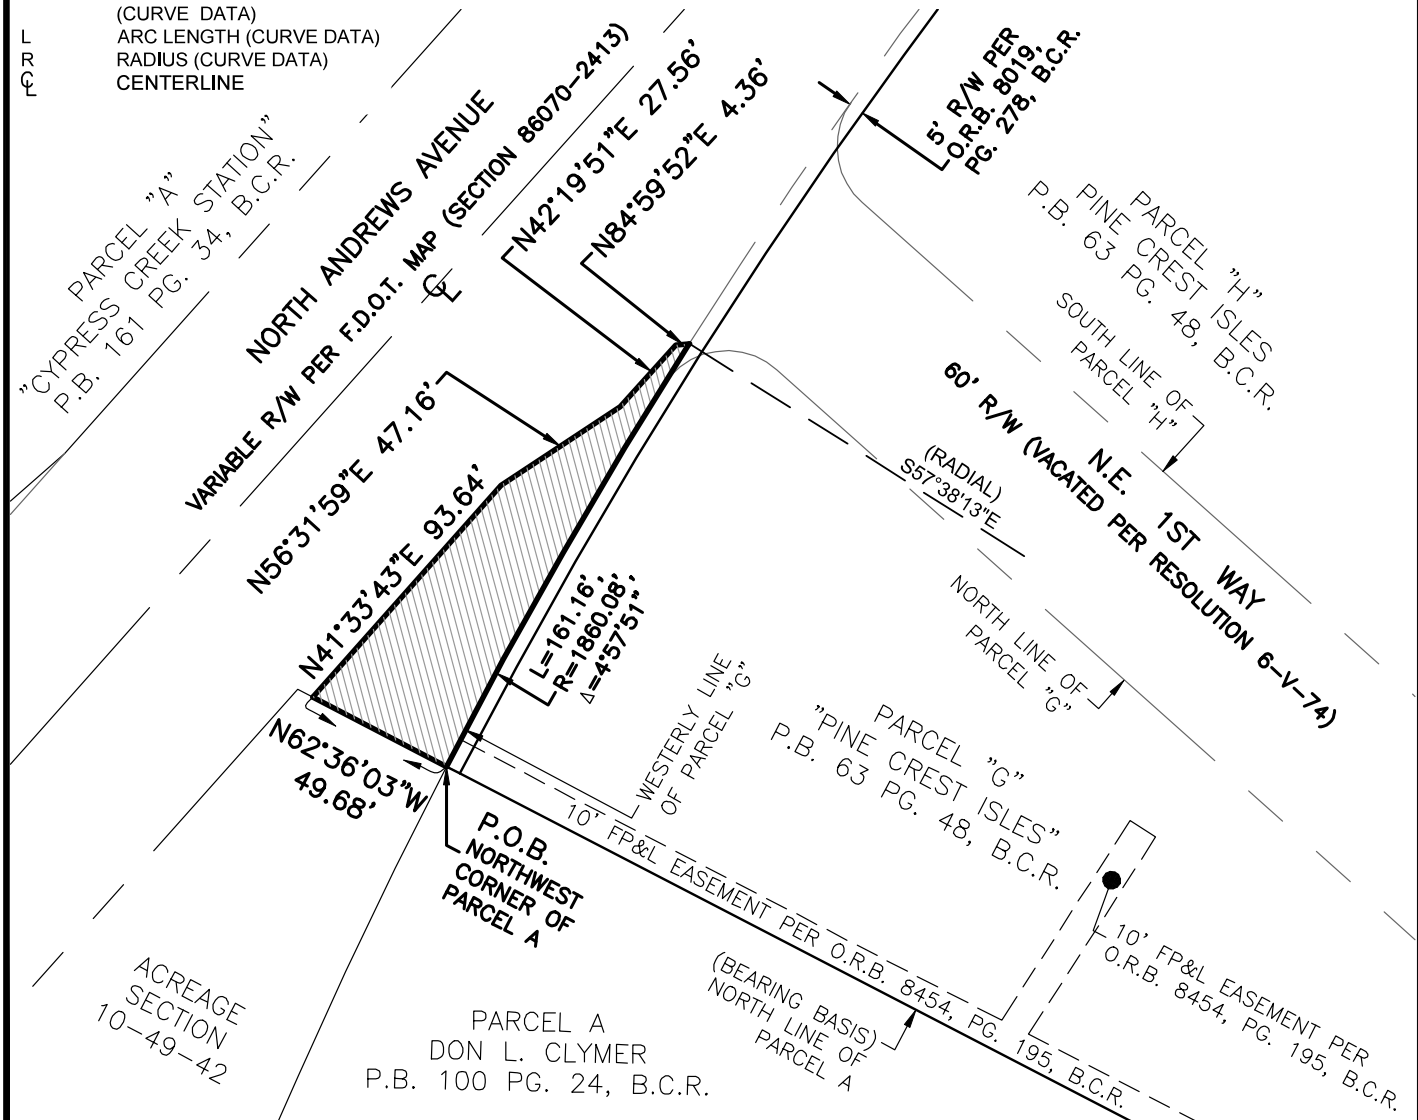 (CURVE DATA)
L ARC LENGTH (CURVE DATA)
R RADIUS (CURVE DATA)
℄ CENTERLINE
PARCEL "A"
"CYPRESS CREEK STATION"
P.B. 161 PG. 34, B.C.R.
NORTH ANDREWS AVENUE
VARIABLE R/W PER F.D.O.T. MAP (SECTION 86070-2413)
℄
N42°19'51"E 27.56'
N84°59'52"E 4.36'
5' R/W PER
O.R.B. 8019,
PG. 278, B.C.R.
PARCEL "H"
PINE CREST ISLES
P.B. 63 PG. 48, B.C.R.
SOUTH LINE OF
PARCEL "H"
N.E. 1ST WAY
60' R/W (VACATED PER RESOLUTION 6-V-74)
N56°31'59"E 47.16'
N41°33'43"E 93.64'
(RADIAL)
S57°38'13"E
L=161.16'
R=1860.08'
Δ=4°57'51"
NORTH LINE OF
PARCEL "G"
WESTERLY LINE
OF PARCEL "G"
PARCEL "G"
"PINE CREST ISLES"
P.B. 63 PG. 48, B.C.R.
N62°36'03"W
49.68'
P.O.B.
NORTHWEST
CORNER OF
PARCEL A
10' FP&L EASEMENT PER O.R.B. 8454, PG. 195, B.C.R.
10' FP&L EASEMENT PER
O.R.B. 8454, PG. 195, B.C.R.
(BEARING BASIS)
NORTH LINE OF
PARCEL A
ACREAGE
SECTION
10-49-42
PARCEL A
DON L. CLYMER
P.B. 100 PG. 24, B.C.R.